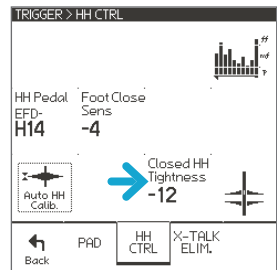 TRIGGER > HH CTRL
ff
mf
p
HH Pedal
EFD-
H14
Foot Close
Sens
-4
Auto HH
Calib.
Closed HH
Tightness
-12
Back
PAD
HH
CTRL
X-TALK
ELIM.